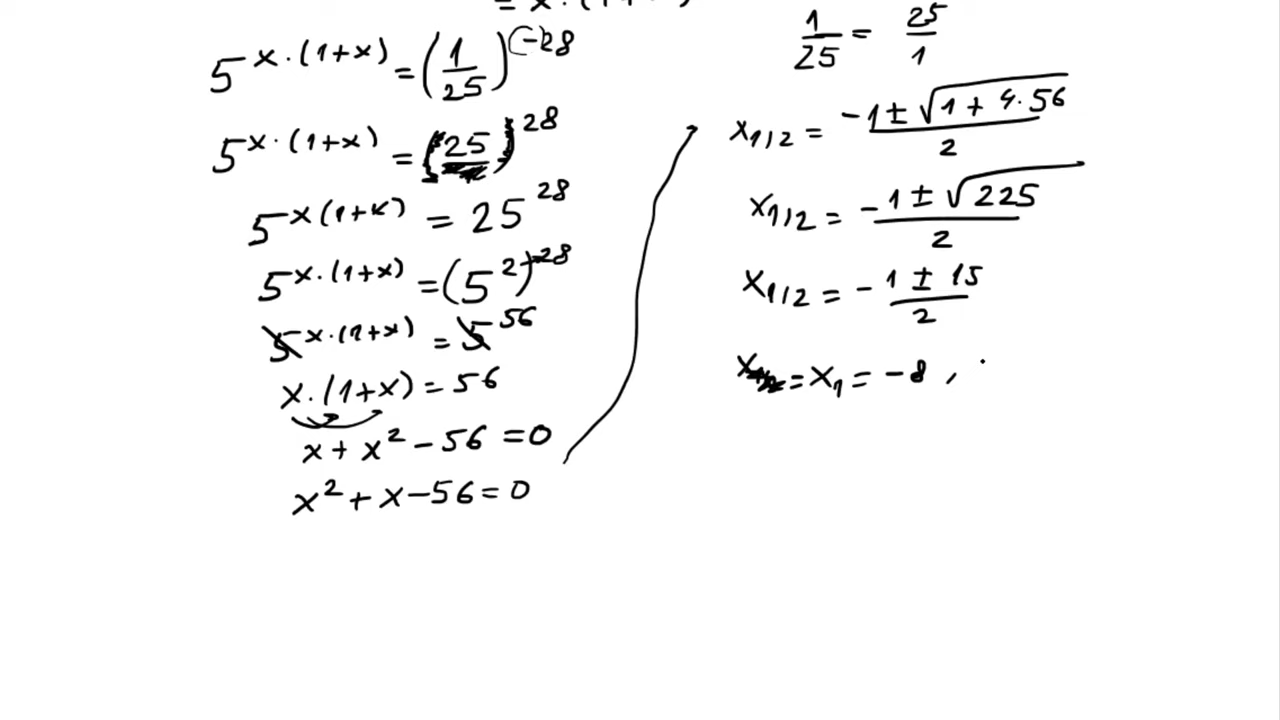 = x · (1+x)
5^{x·(1+x)} = (1/25)^{(-28}
5^{x·(1+x)} = (25)^{28}
5^{x(1+x)} = 25^{28}
5^{x·(1+x)} = (5^2)^{28}
5^{x·(1+x)} = 5^{56}
x·(1+x) = 56
x + x^2 - 56 = 0
x^2 + x - 56 = 0
1/25 = 25/1
x_{1/2} = (-1 ± √(1 + 4·56))/2
x_{1/2} = (-1 ± √225)/2
x_{1/2} = (-1 ± 15)/2
= x_1 = -8 ,